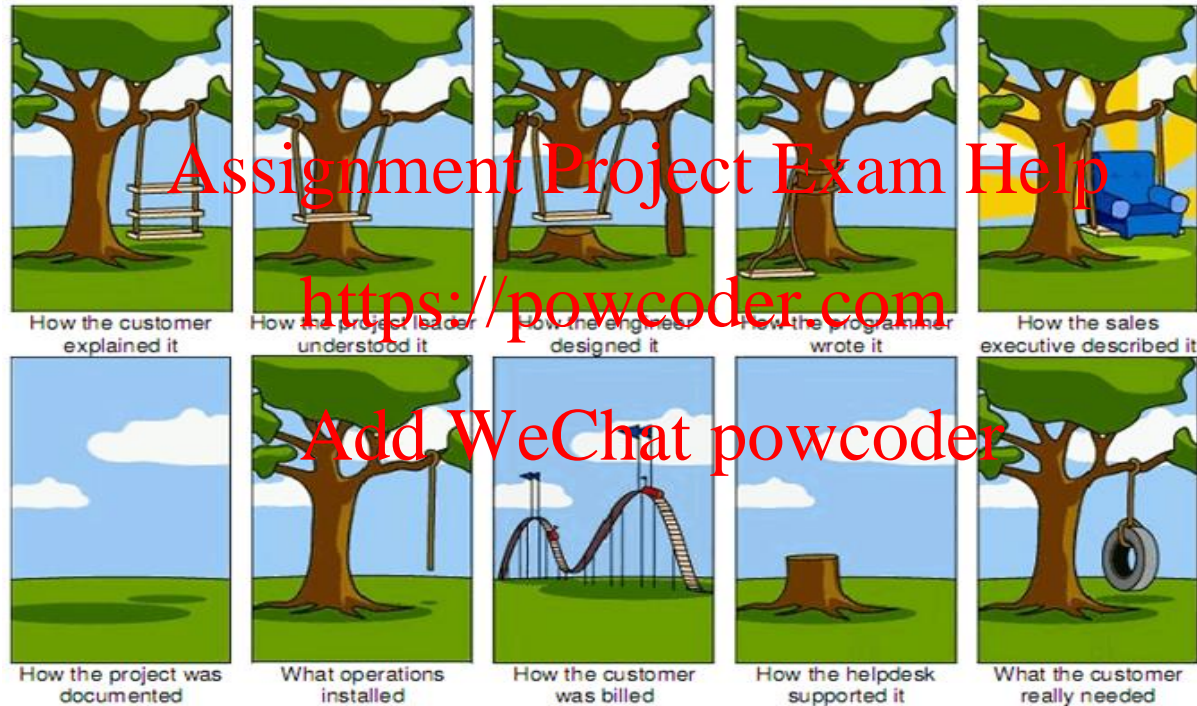 Assignment Project Exam Help
https://powcoder.com
How the customer
explained it
How the project leader
understood it
How the engineer
designed it
How the programmer
wrote it
How the sales
executive described it
Add WeChat powcoder
How the project was
documented
What operations
installed
How the customer
was billed
How the helpdesk
supported it
What the customer
really needed